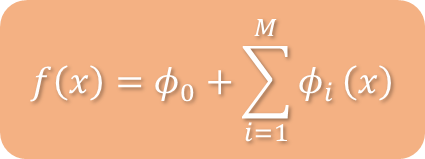 f(x) = ϕ₀ + ∑ᵢ₌₁ᴹ ϕᵢ (x)